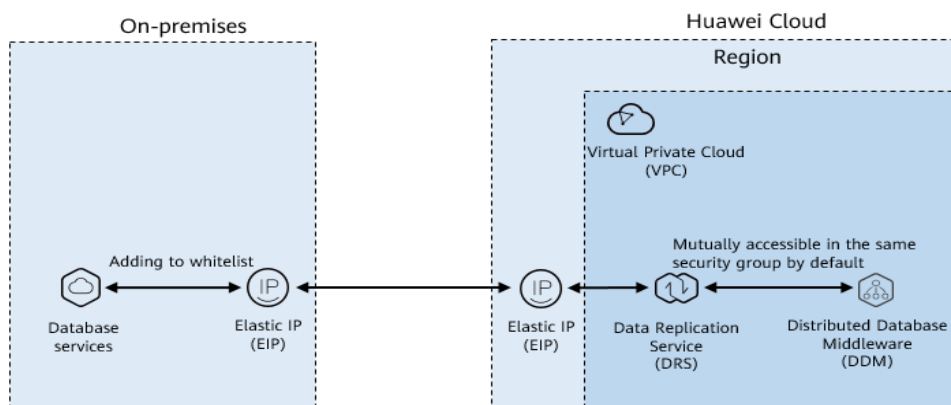 On-premises
Huawei Cloud
Region
Virtual Private Cloud
(VPC)
Adding to whitelist
Mutually accessible in the same
security group by default
IP
IP
Database
services
Elastic IP
(EIP)
Elastic IP
(EIP)
Data Replication
Service
(DRS)
Distributed Database
Middleware
(DDM)